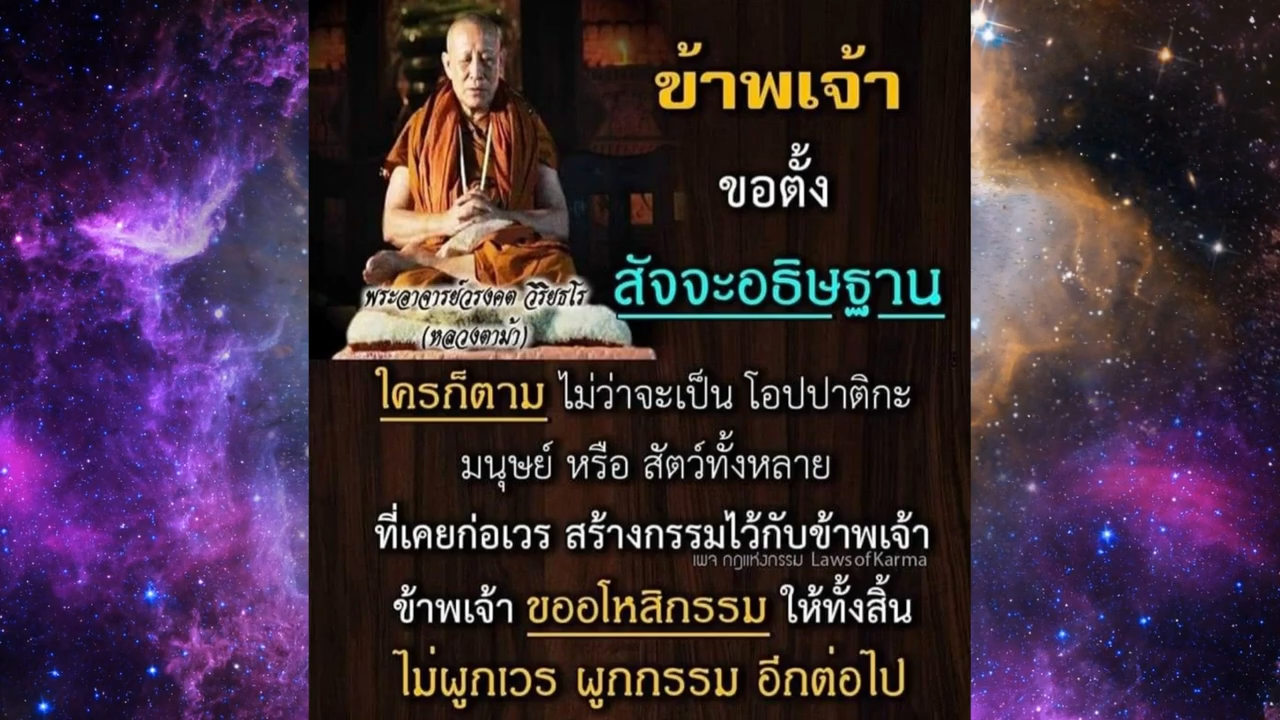 ข้าพเจ้า
ขอตั้ง
สัจจะอธิษฐาน
พระอาจารย์วรงคต วิริยธโร
(หลวงตาม้า)
ใครก็ตาม ไม่ว่าจะเป็น โอปปาติกะ
มนุษย์ หรือ สัตว์ทั้งหลาย
ที่เคยก่อเวร สร้างกรรมไว้กับข้าพเจ้า
เพจ กฎแห่งกรรม Laws of Karma
ข้าพเจ้า ขออโหสิกรรม ให้ทั้งสิ้น
ไม่ผูกเวร ผูกกรรม อีกต่อไป